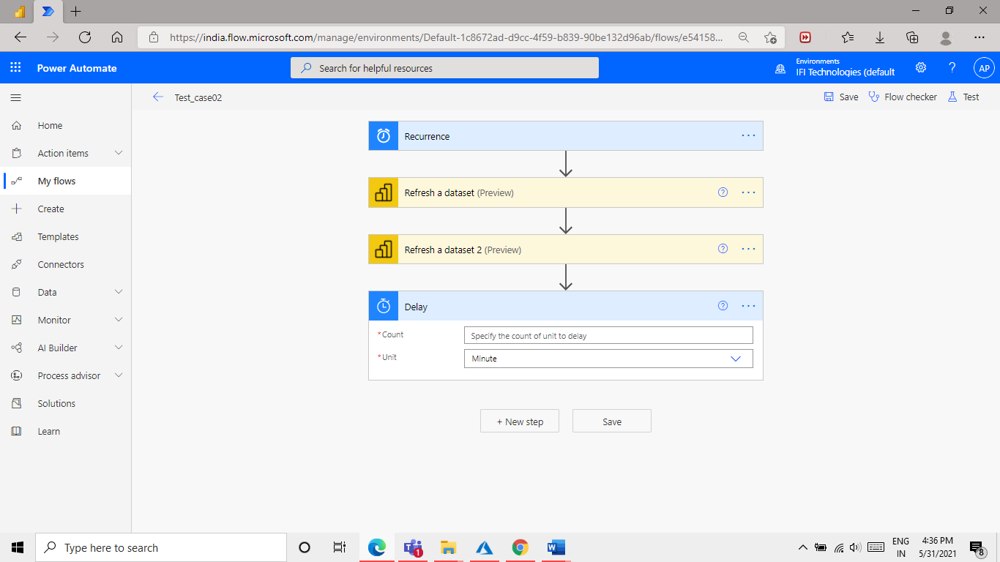 https://india.flow.microsoft.com/manage/environments/Default-1c8672ad-d9cc-4f59-b839-90be132d96ab/flows/e54158...
Power Automate
Search for helpful resources
Environments
IFI Technologies (default
AP
Test_case02
Save
Flow checker
Test
Home
Action items
My flows
Create
Templates
Connectors
Data
Monitor
AI Builder
Process advisor
Solutions
Learn
Recurrence
Refresh a dataset (Preview)
Refresh a dataset 2 (Preview)
Delay
*Count
Specify the count of unit to delay
*Unit
Minute
+ New step
Save
Type here to search
1
ENG
IN
4:36 PM
5/31/2021
8